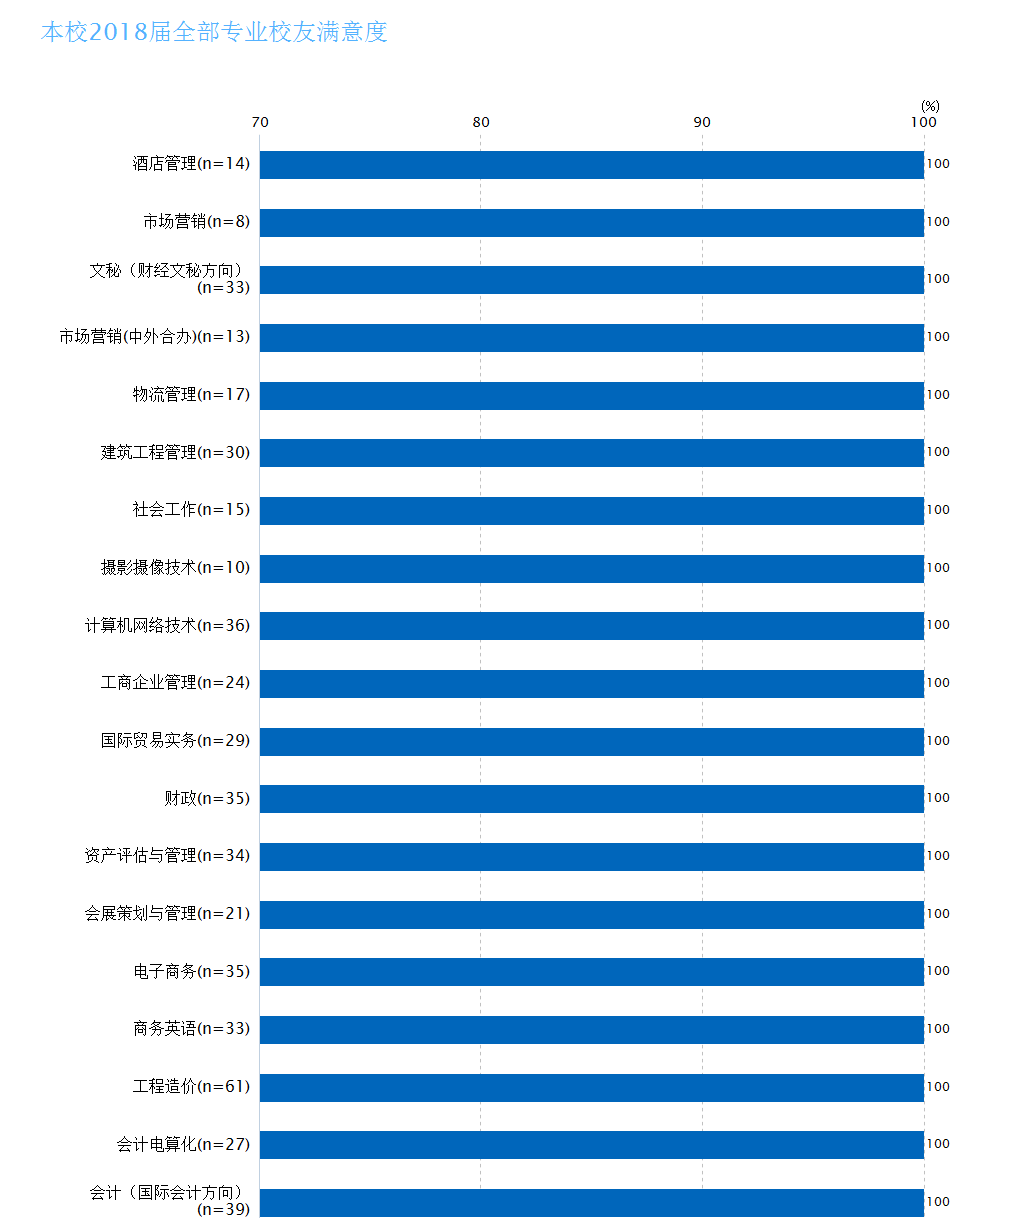 本校2018届全部专业校友满意度
(%)
70 80 90 100
酒店管理(n=14) 100
市场营销(n=8) 100
文秘（财经文秘方向）
(n=33) 100
市场营销(中外合办)(n=13) 100
物流管理(n=17) 100
建筑工程管理(n=30) 100
社会工作(n=15) 100
摄影摄像技术(n=10) 100
计算机网络技术(n=36) 100
工商企业管理(n=24) 100
国际贸易实务(n=29) 100
财政(n=35) 100
资产评估与管理(n=34) 100
会展策划与管理(n=21) 100
电子商务(n=35) 100
商务英语(n=33) 100
工程造价(n=61) 100
会计电算化(n=27) 100
会计（国际会计方向）
(n=39) 100